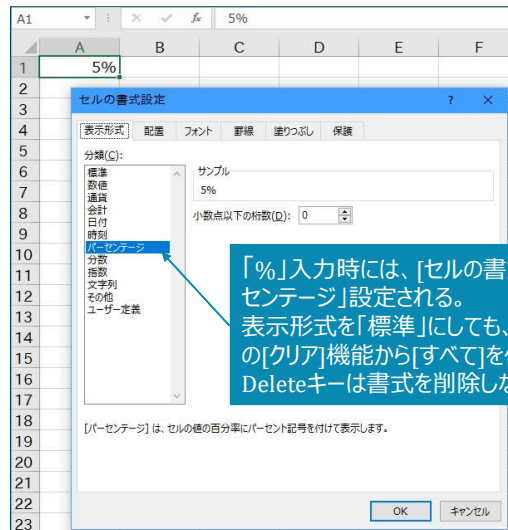 A1 fx 5%
A B C D E F
1 5%
2
3
4
5
6
7
8
9
10
11
12
13
14
15
16
17
18
19
20
21
22
23
セルの書式設定 ? ×
表示形式 配置 フォント 罫線 塗りつぶし 保護
分類(C):
標準
数値
通貨
会計
日付
時刻
パーセンテージ
分数
指数
文字列
その他
ユーザー定義
サンプル
5%
小数点以下の桁数(D): 0
「%」入力時には、[セルの書
センテージ」設定される。
表示形式を「標準」にしても、
の[クリア]機能から[すべて]を
Deleteキーは書式を削除しな
[パーセンテージ] は、セルの値の百分率にパーセント記号を付けて表示します。
OK キャンセル